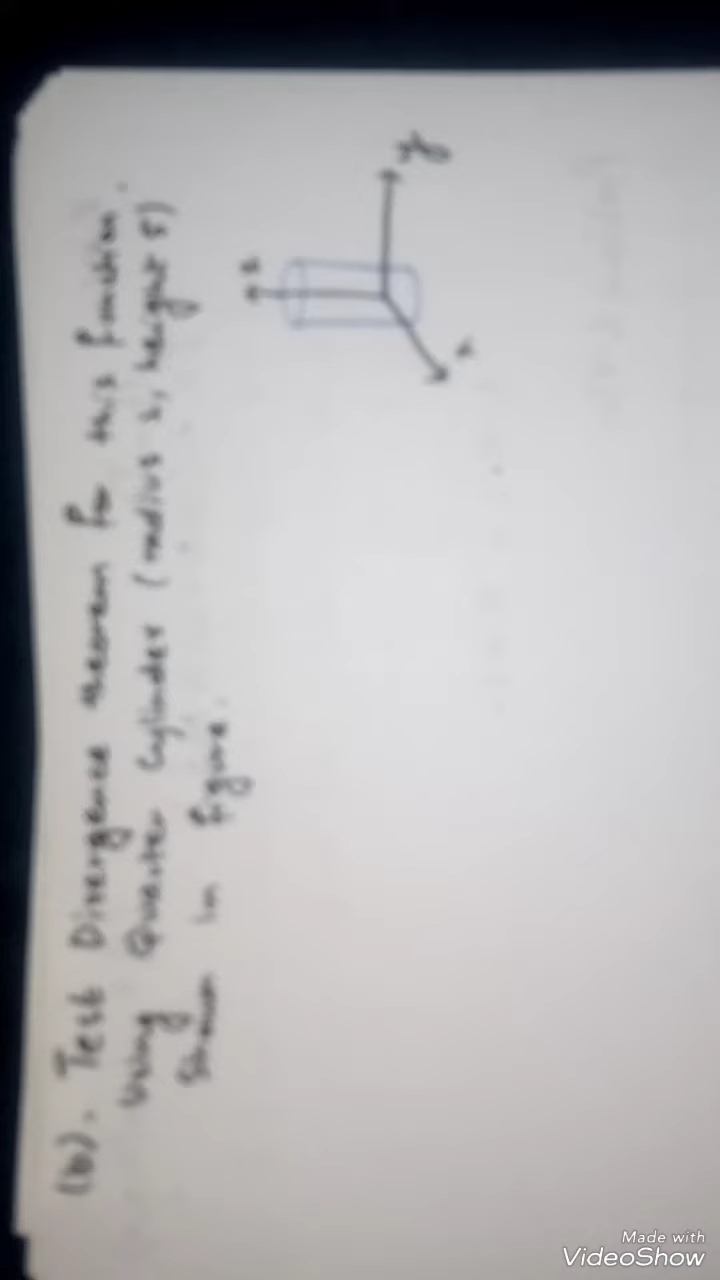 (b). Test Divergence theorem for this function.
using Quarter Cylinder (radius 2, height 5)
Shown in figure.
z
y
x
Made with
VideoShow